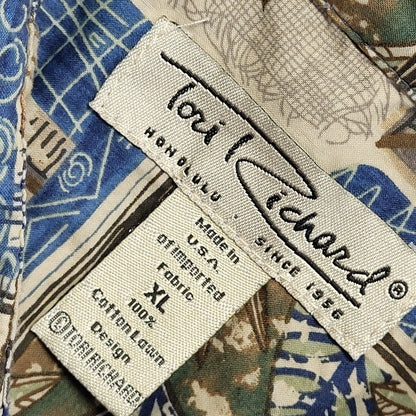 Tori Richard®
HONOLULU . SINCE 1956
Made in
U.S.A.
of imported
Fabric
XL
100%
Cotton Lawn
Design
©TORI RICHARD